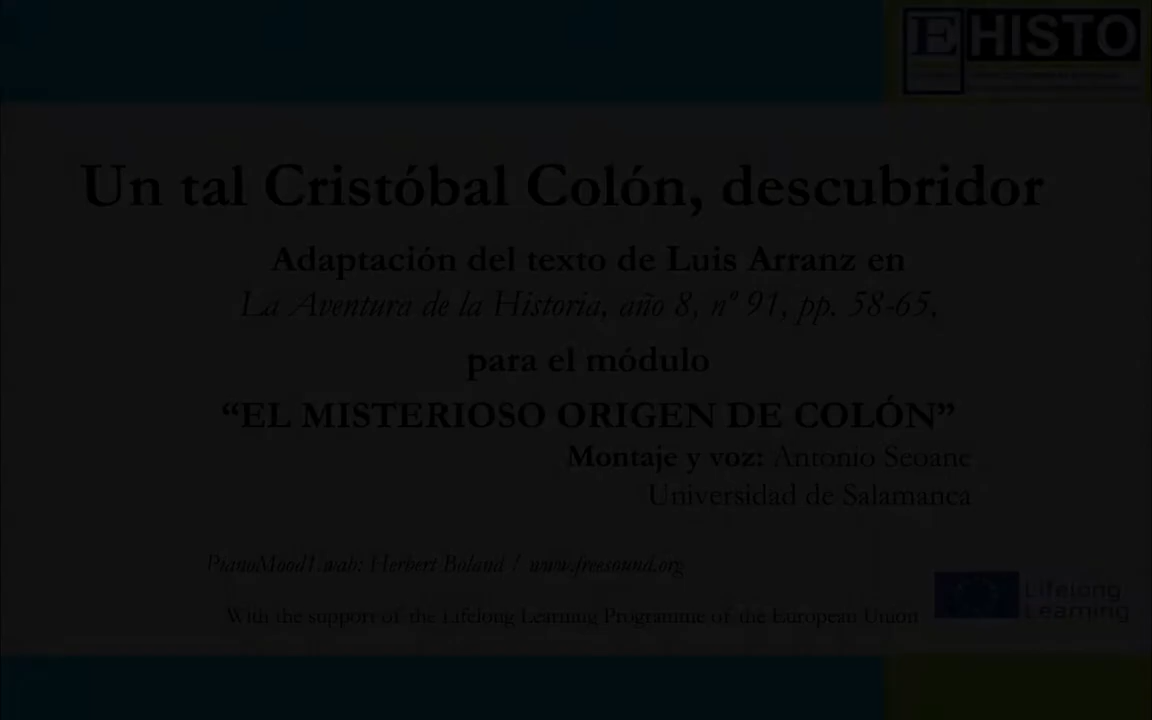 EHISTO
Un tal Cristóbal Colón, descubridor
Adaptación del texto de Luis Arranz en
La Aventura de la Historia, año 8, nº 91, pp. 58-65,
para el módulo
“EL MISTERIOSO ORIGEN DE COLÓN”
Montaje y voz: Antonio Seoane
Universidad de Salamanca
PianoMood1.wab: Herbert Boland / www.freesound.org
With the support of the Lifelong Learning Programme of the European Union
Lifelong
Learning